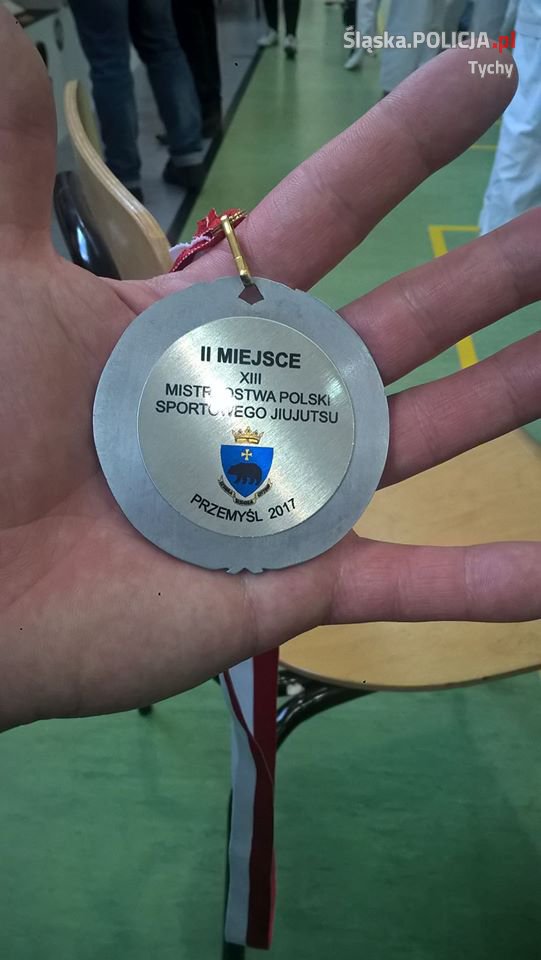 Śląska.POLICJA.pl
Tychy
II MIEJSCE
XIII
MISTRZOSTWA POLSKI
SPORTOWEGO JIUJUTSU
PRZEMYŚL 2017